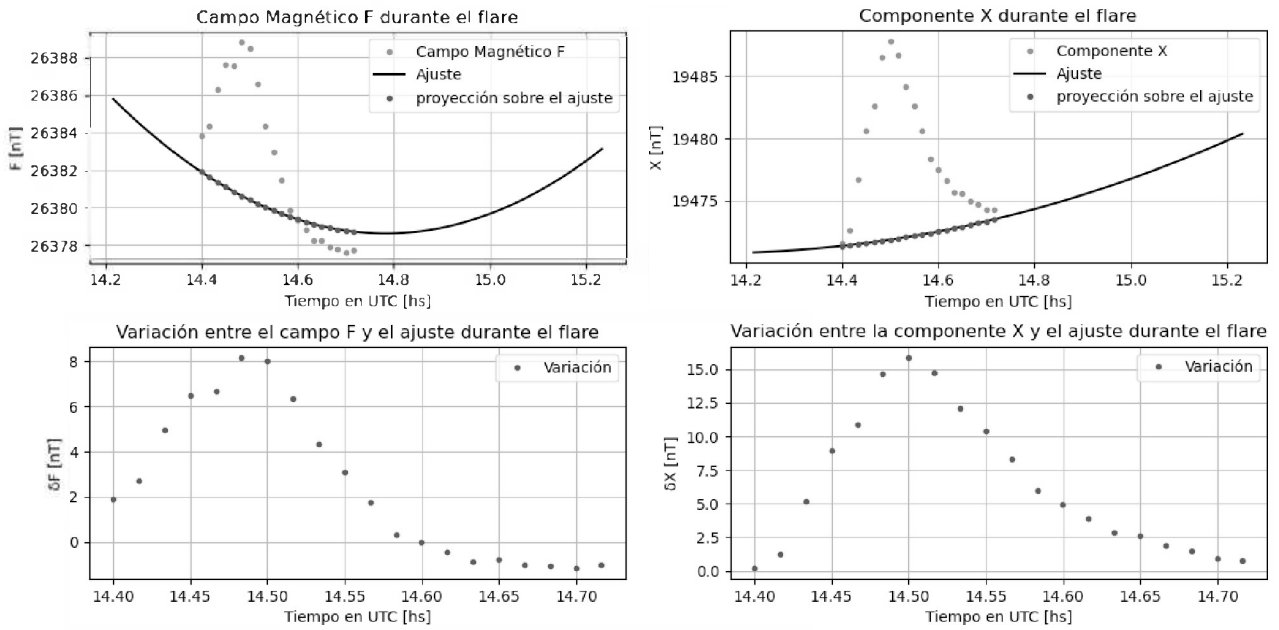 Campo Magnético F durante el flare
26388
26386
26384
26382
26380
26378
F [nT]
Campo Magnético F
Ajuste
proyección sobre el ajuste
14.2 14.4 14.6 14.8 15.0 15.2
Tiempo en UTC [hs]
Componente X durante el flare
19485
19480
19475
X [nT]
Componente X
Ajuste
proyección sobre el ajuste
14.2 14.4 14.6 14.8 15.0 15.2
Tiempo en UTC [hs]
Variación entre el campo F y el ajuste durante el flare
8
6
4
2
0
δF [nT]
Variación
14.40 14.45 14.50 14.55 14.60 14.65 14.70
Tiempo en UTC [hs]
Variación entre la componente X y el ajuste durante el flare
15.0
12.5
10.0
7.5
5.0
2.5
0.0
δX [nT]
Variación
14.40 14.45 14.50 14.55 14.60 14.65 14.70
Tiempo en UTC [hs]